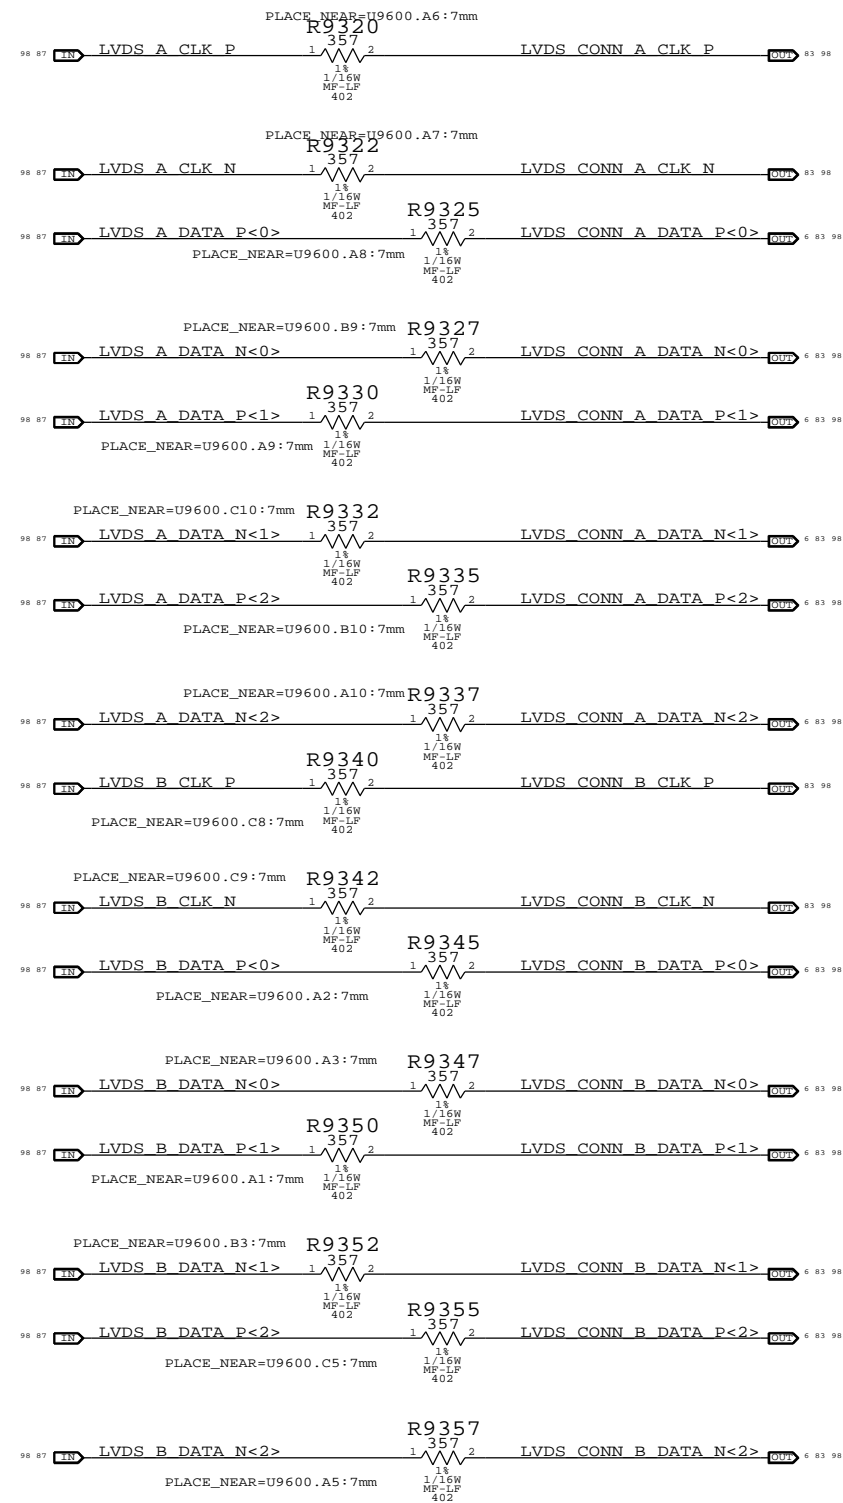 PLACE_NEAR=U9600.A6:7mm
R9320
98 87 IN LVDS_A_CLK_P 1 357 2 LVDS_CONN_A_CLK_P OUT 83 98
1%
1/16W
MF-LF
402
PLACE_NEAR=U9600.A7:7mm
R9322
98 87 IN LVDS_A_CLK_N 1 357 2 LVDS_CONN_A_CLK_N OUT 83 98
1%
1/16W
MF-LF
402
R9325
98 87 IN LVDS_A_DATA_P<0> 1 357 2 LVDS_CONN_A_DATA_P<0> OUT 6 83 98
PLACE_NEAR=U9600.A8:7mm 1%
1/16W
MF-LF
402
PLACE_NEAR=U9600.B9:7mm R9327
98 87 IN LVDS_A_DATA_N<0> 1 357 2 LVDS_CONN_A_DATA_N<0> OUT 6 83 98
1%
1/16W
MF-LF
402
R9330
98 87 IN LVDS_A_DATA_P<1> 1 357 2 LVDS_CONN_A_DATA_P<1> OUT 6 83 98
1%
PLACE_NEAR=U9600.A9:7mm 1/16W
MF-LF
402
PLACE_NEAR=U9600.C10:7mm R9332
98 87 IN LVDS_A_DATA_N<1> 1 357 2 LVDS_CONN_A_DATA_N<1> OUT 6 83 98
1%
1/16W
MF-LF
402
R9335
98 87 IN LVDS_A_DATA_P<2> 1 357 2 LVDS_CONN_A_DATA_P<2> OUT 6 83 98
1%
PLACE_NEAR=U9600.B10:7mm 1/16W
MF-LF
402
PLACE_NEAR=U9600.A10:7mm R9337
98 87 IN LVDS_A_DATA_N<2> 1 357 2 LVDS_CONN_A_DATA_N<2> OUT 6 83 98
1%
1/16W
MF-LF
402
R9340
98 87 IN LVDS_B_CLK_P 1 357 2 LVDS_CONN_B_CLK_P OUT 83 98
1%
1/16W
PLACE_NEAR=U9600.C8:7mm MF-LF
402
PLACE_NEAR=U9600.C9:7mm R9342
98 87 IN LVDS_B_CLK_N 1 357 2 LVDS_CONN_B_CLK_N OUT 83 98
1%
1/16W
MF-LF
402
R9345
98 87 IN LVDS_B_DATA_P<0> 1 357 2 LVDS_CONN_B_DATA_P<0> OUT 6 83 98
1%
PLACE_NEAR=U9600.A2:7mm 1/16W
MF-LF
402
PLACE_NEAR=U9600.A3:7mm R9347
98 87 IN LVDS_B_DATA_N<0> 1 357 2 LVDS_CONN_B_DATA_N<0> OUT 6 83 98
1%
1/16W
MF-LF
402
R9350
98 87 IN LVDS_B_DATA_P<1> 1 357 2 LVDS_CONN_B_DATA_P<1> OUT 6 83 98
1%
PLACE_NEAR=U9600.A1:7mm 1/16W
MF-LF
402
PLACE_NEAR=U9600.B3:7mm R9352
98 87 IN LVDS_B_DATA_N<1> 1 357 2 LVDS_CONN_B_DATA_N<1> OUT 6 83 98
1%
1/16W
MF-LF
402
R9355
98 87 IN LVDS_B_DATA_P<2> 1 357 2 LVDS_CONN_B_DATA_P<2> OUT 6 83 98
1%
PLACE_NEAR=U9600.C5:7mm 1/16W
MF-LF
402
R9357
98 87 IN LVDS_B_DATA_N<2> 1 357 2 LVDS_CONN_B_DATA_N<2> OUT 6 83 98
1%
PLACE_NEAR=U9600.A5:7mm 1/16W
MF-LF
402